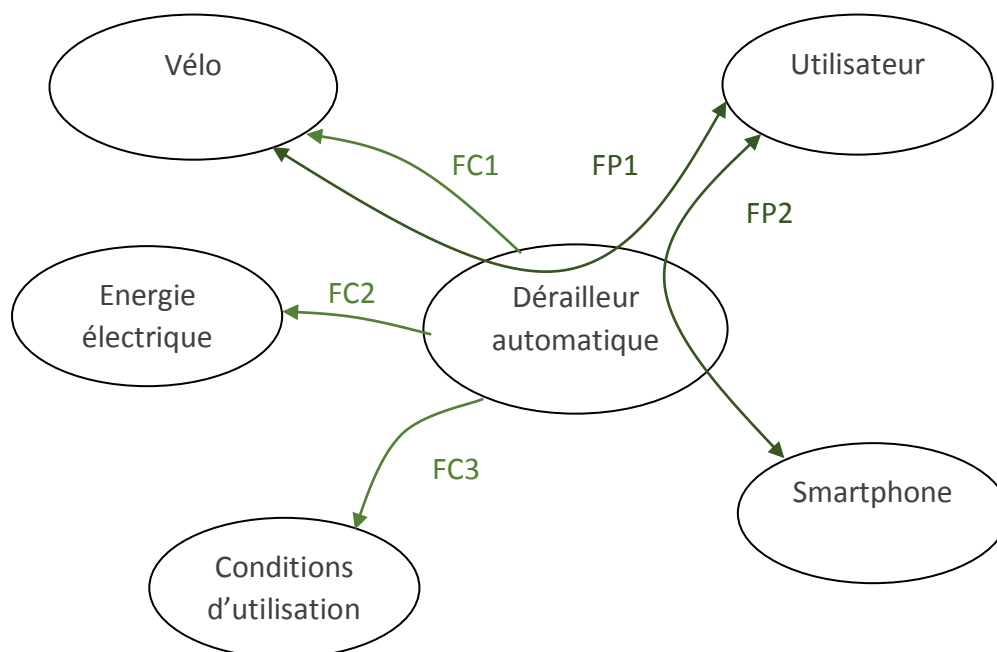 Vélo
Utilisateur
FC1
FP1
FP2
Energie
électrique
FC2
Dérailleur
automatique
FC3
Smartphone
Conditions
d'utilisation